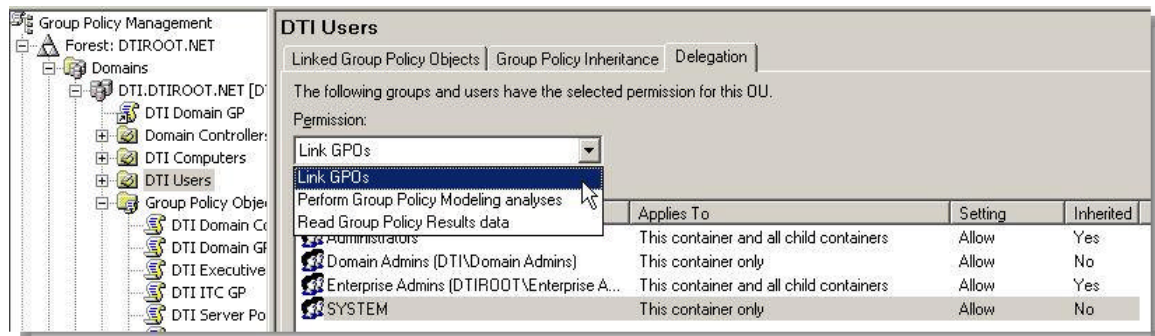 Group Policy Management
Forest: DTIROOT.NET
Domains
DTI.DTIROOT.NET [D
DTI Domain GP
Domain Controller
DTI Computers
DTI Users
Group Policy Obje
DTI Domain Co
DTI Domain GP
DTI Executive
DTI ITC GP
DTI Server Po
DTI Users
Linked Group Policy Objects
Group Policy Inheritance
Delegation
The following groups and users have the selected permission for this OU.
Permission:
Link GPOs
Link GPOs
Perform Group Policy Modeling analyses
Read Group Policy Results data
Applies To Setting Inherited
Administrators This container and all child containers Allow Yes
Domain Admins (DTI\Domain Admins) This container only Allow No
Enterprise Admins (DTIROOT\Enterprise A... This container and all child containers Allow Yes
SYSTEM This container only Allow No